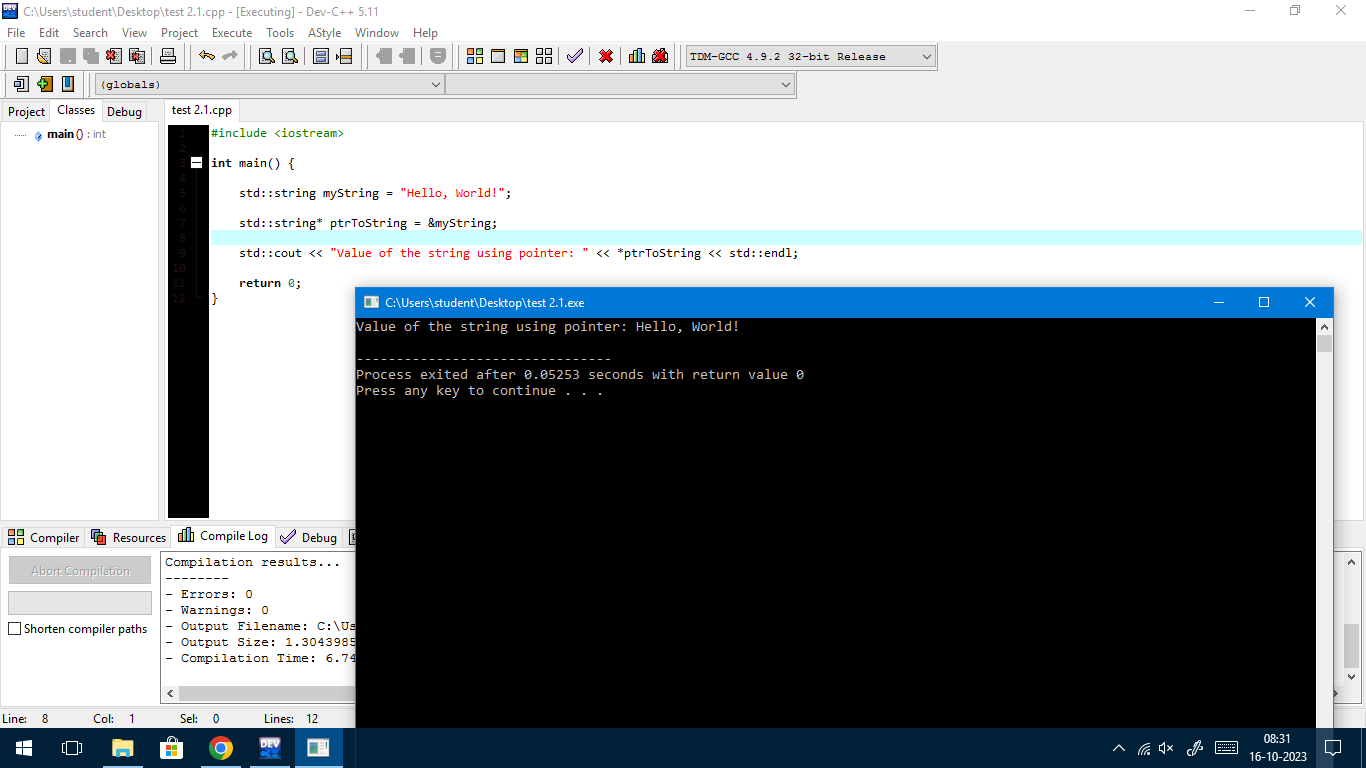 C:\Users\student\Desktop\test 2.1.cpp - [Executing] - Dev-C++ 5.11
File Edit Search View Project Execute Tools AStyle Window Help
TDM-GCC 4.9.2 32-bit Release
(globals)
Project Classes Debug
test 2.1.cpp
main () : int
1 #include <iostream>
2
3 int main() {
4
5 std::string myString = "Hello, World!";
6
7 std::string* ptrToString = &myString;
8
9 std::cout << "Value of the string using pointer: " << *ptrToString << std::endl;
10
11 return 0;
12 }
C:\Users\student\Desktop\test 2.1.exe
Value of the string using pointer: Hello, World!
--------------------------------
Process exited after 0.05253 seconds with return value 0
Press any key to continue . . .
Compiler Resources Compile Log Debug
Abort Compilation
Shorten compiler paths
Compilation results...
--------
- Errors: 0
- Warnings: 0
- Output Filename: C:\Us
- Output Size: 1.3043985
- Compilation Time: 6.74
Line: 8 Col: 1 Sel: 0 Lines: 12
08:31
16-10-2023